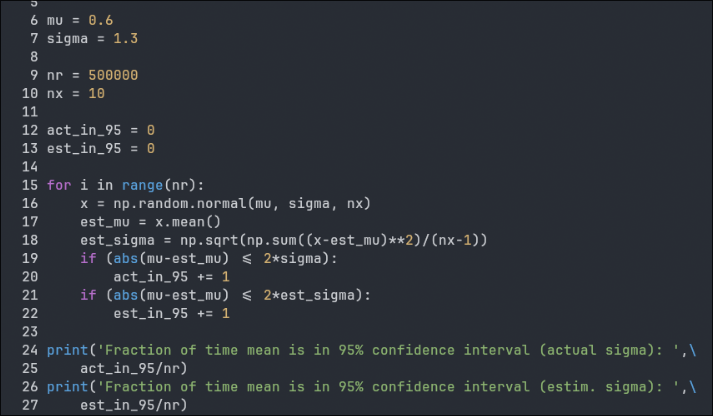 5
6 mu = 0.6
7 sigma = 1.3
8
9 nr = 500000
10 nx = 10
11
12 act_in_95 = 0
13 est_in_95 = 0
14
15 for i in range(nr):
16     x = np.random.normal(mu, sigma, nx)
17     est_mu = x.mean()
18     est_sigma = np.sqrt(np.sum((x-est_mu)**2)/(nx-1))
19     if (abs(mu-est_mu) <= 2*sigma):
20         act_in_95 += 1
21     if (abs(mu-est_mu) <= 2*est_sigma):
22         est_in_95 += 1
23
24 print('Fraction of time mean is in 95% confidence interval (actual sigma): ',\
25     act_in_95/nr)
26 print('Fraction of time mean is in 95% confidence interval (estim. sigma): ',\
27     est_in_95/nr)